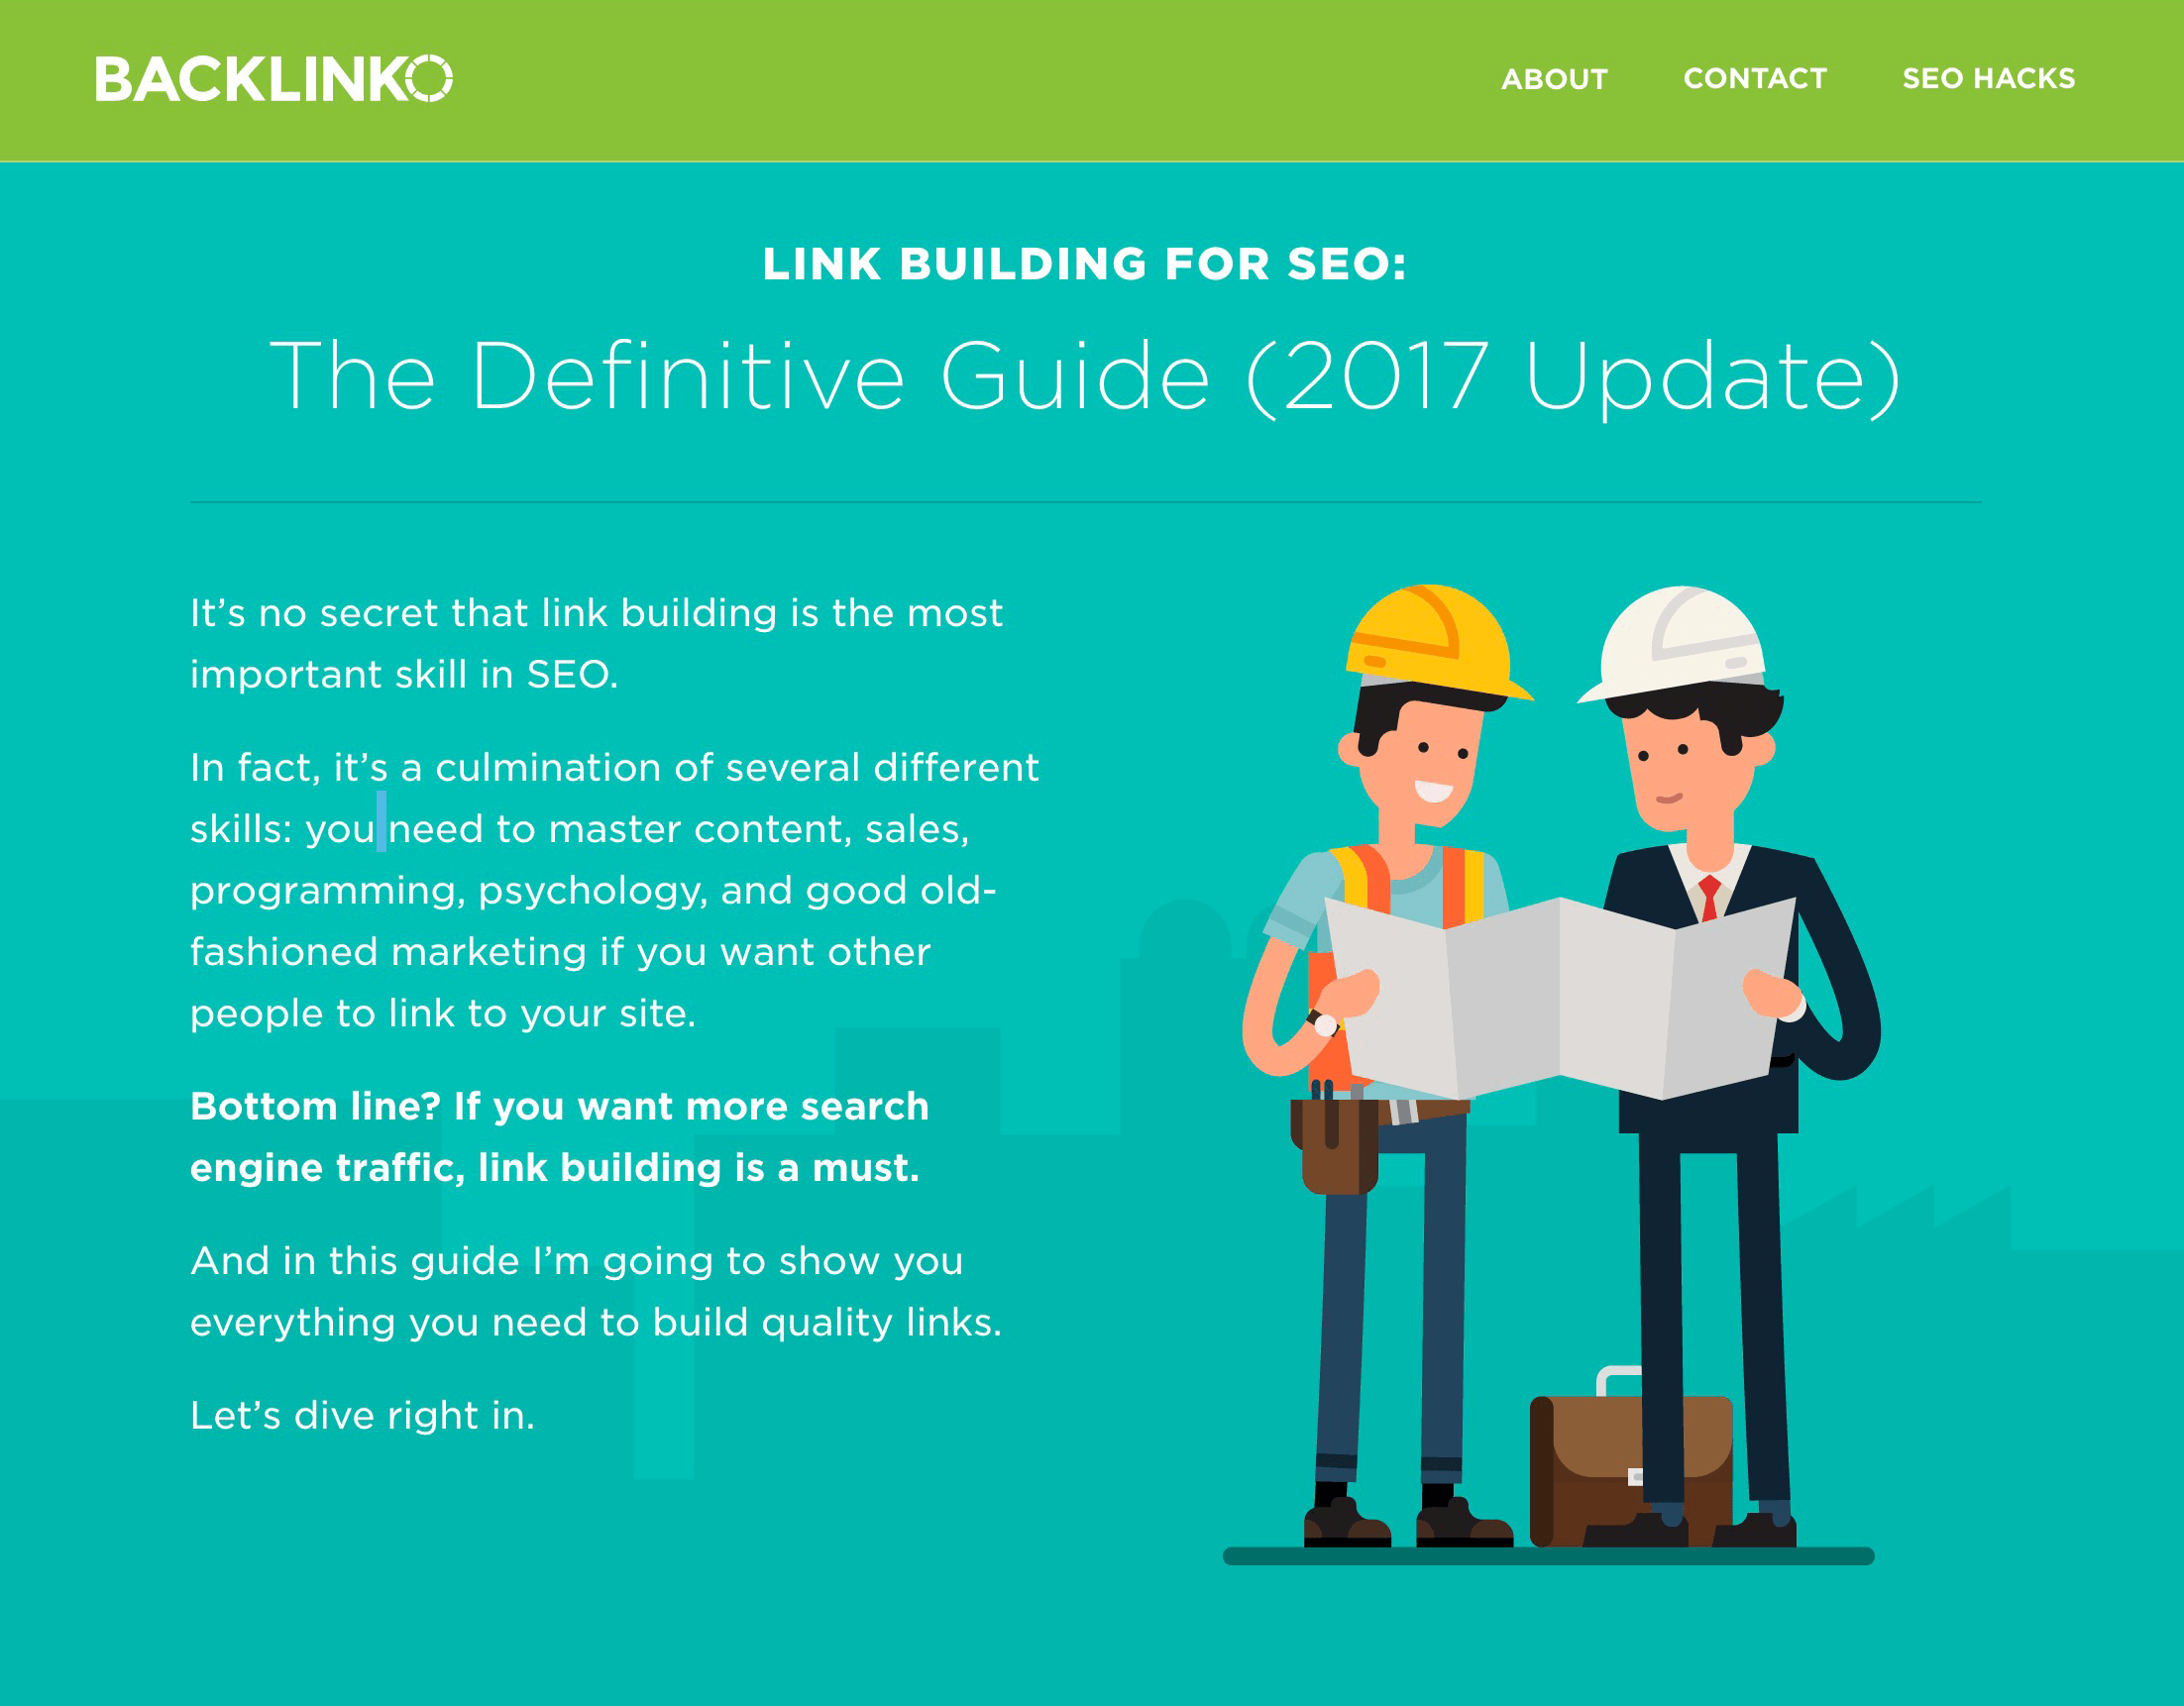 BACKLINKO
ABOUT CONTACT SEO HACKS
LINK BUILDING FOR SEO:
The Definitive Guide (2017 Update)
It’s no secret that link building is the most
important skill in SEO.
In fact, it’s a culmination of several different
skills: you need to master content, sales,
programming, psychology, and good old-
fashioned marketing if you want other
people to link to your site.
Bottom line? If you want more search
engine traffic, link building is a must.
And in this guide I’m going to show you
everything you need to build quality links.
Let’s dive right in.